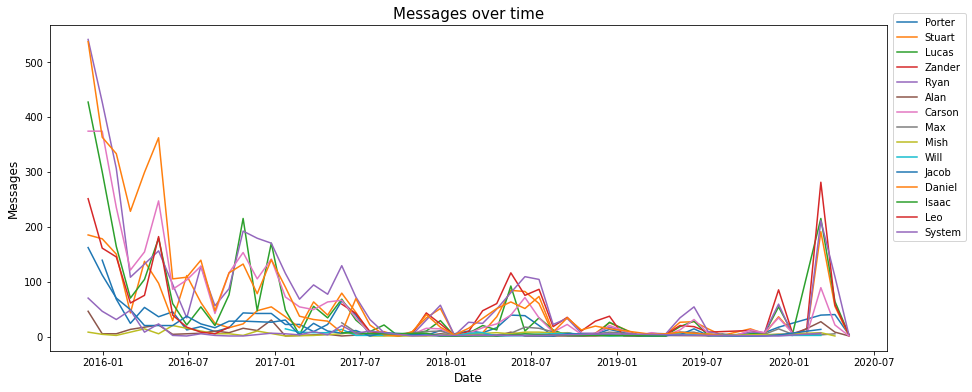 Messages over time
Messages
500
400
300
200
100
0
2016-01
2016-07
2017-01
2017-07
2018-01
2018-07
2019-01
2019-07
2020-01
2020-07
Date
Porter
Stuart
Lucas
Zander
Ryan
Alan
Carson
Max
Mish
Will
Jacob
Daniel
Isaac
Leo
System